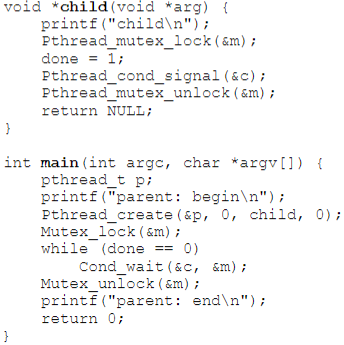 void *child(void *arg) {
    printf("child\n");
    Pthread_mutex_lock(&m);
    done = 1;
    Pthread_cond_signal(&c);
    Pthread_mutex_unlock(&m);
    return NULL;
}

int main(int argc, char *argv[]) {
    pthread_t p;
    printf("parent: begin\n");
    Pthread_create(&p, 0, child, 0);
    Mutex_lock(&m);
    while (done == 0)
        Cond_wait(&c, &m);
    Mutex_unlock(&m);
    printf("parent: end\n");
    return 0;
}